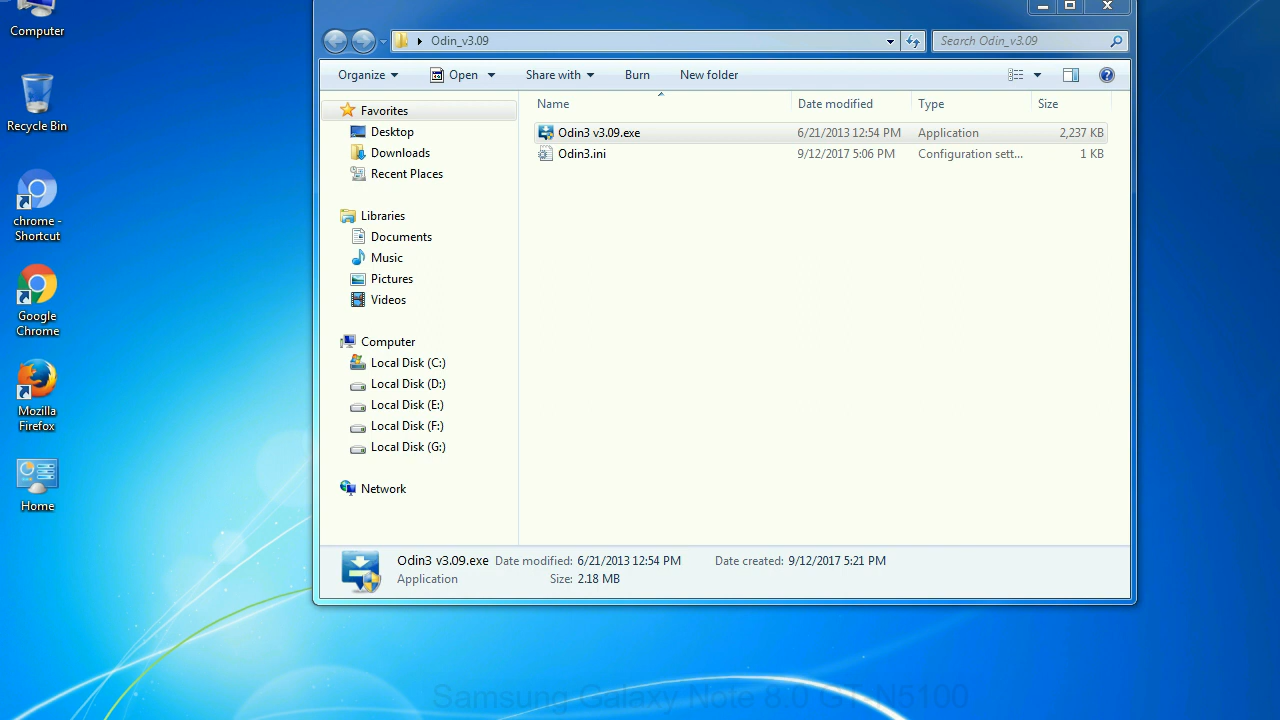 Computer
Recycle Bin
chrome -
Shortcut
Google
Chrome
Mozilla
Firefox
Home
Odin_v3.09
Search Odin_v3.09
Organize
Open
Share with
Burn
New folder
Favorites
Desktop
Downloads
Recent Places
Libraries
Documents
Music
Pictures
Videos
Computer
Local Disk (C:)
Local Disk (D:)
Local Disk (E:)
Local Disk (F:)
Local Disk (G:)
Network
Name Date modified Type Size
Odin3 v3.09.exe 6/21/2013 12:54 PM Application 2,237 KB
Odin3.ini 9/12/2017 5:06 PM Configuration sett... 1 KB
Odin3 v3.09.exe Date modified: 6/21/2013 12:54 PM Date created: 9/12/2017 5:21 PM
Application Size: 2.18 MB
Samsung Galaxy Note 8.0 GT-N5100